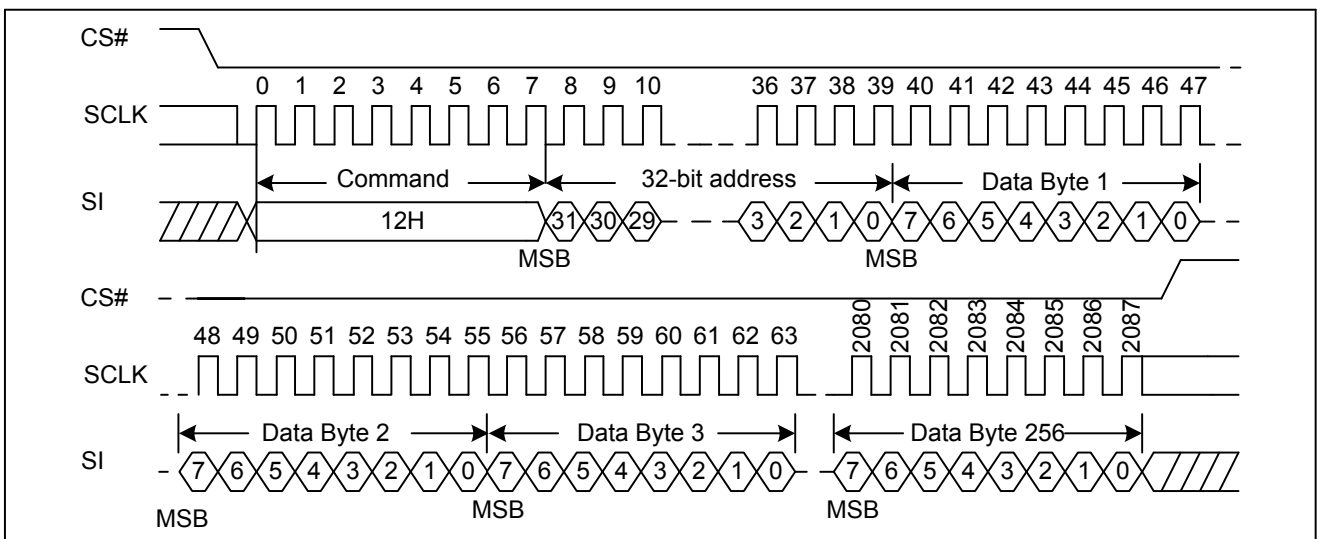 CS#
0 1 2 3 4 5 6 7 8 9 10 36 37 38 39 40 41 42 43 44 45 46 47
SCLK
Command 32-bit address Data Byte 1
SI
12H 31 30 29 3 2 1 0 7 6 5 4 3 2 1 0
MSB MSB
CS#
48 49 50 51 52 53 54 55 56 57 58 59 60 61 62 63 2080 2081 2082 2083 2084 2085 2086 2087
SCLK
Data Byte 2 Data Byte 3 Data Byte 256
SI
7 6 5 4 3 2 1 0 7 6 5 4 3 2 1 0 7 6 5 4 3 2 1 0
MSB MSB MSB